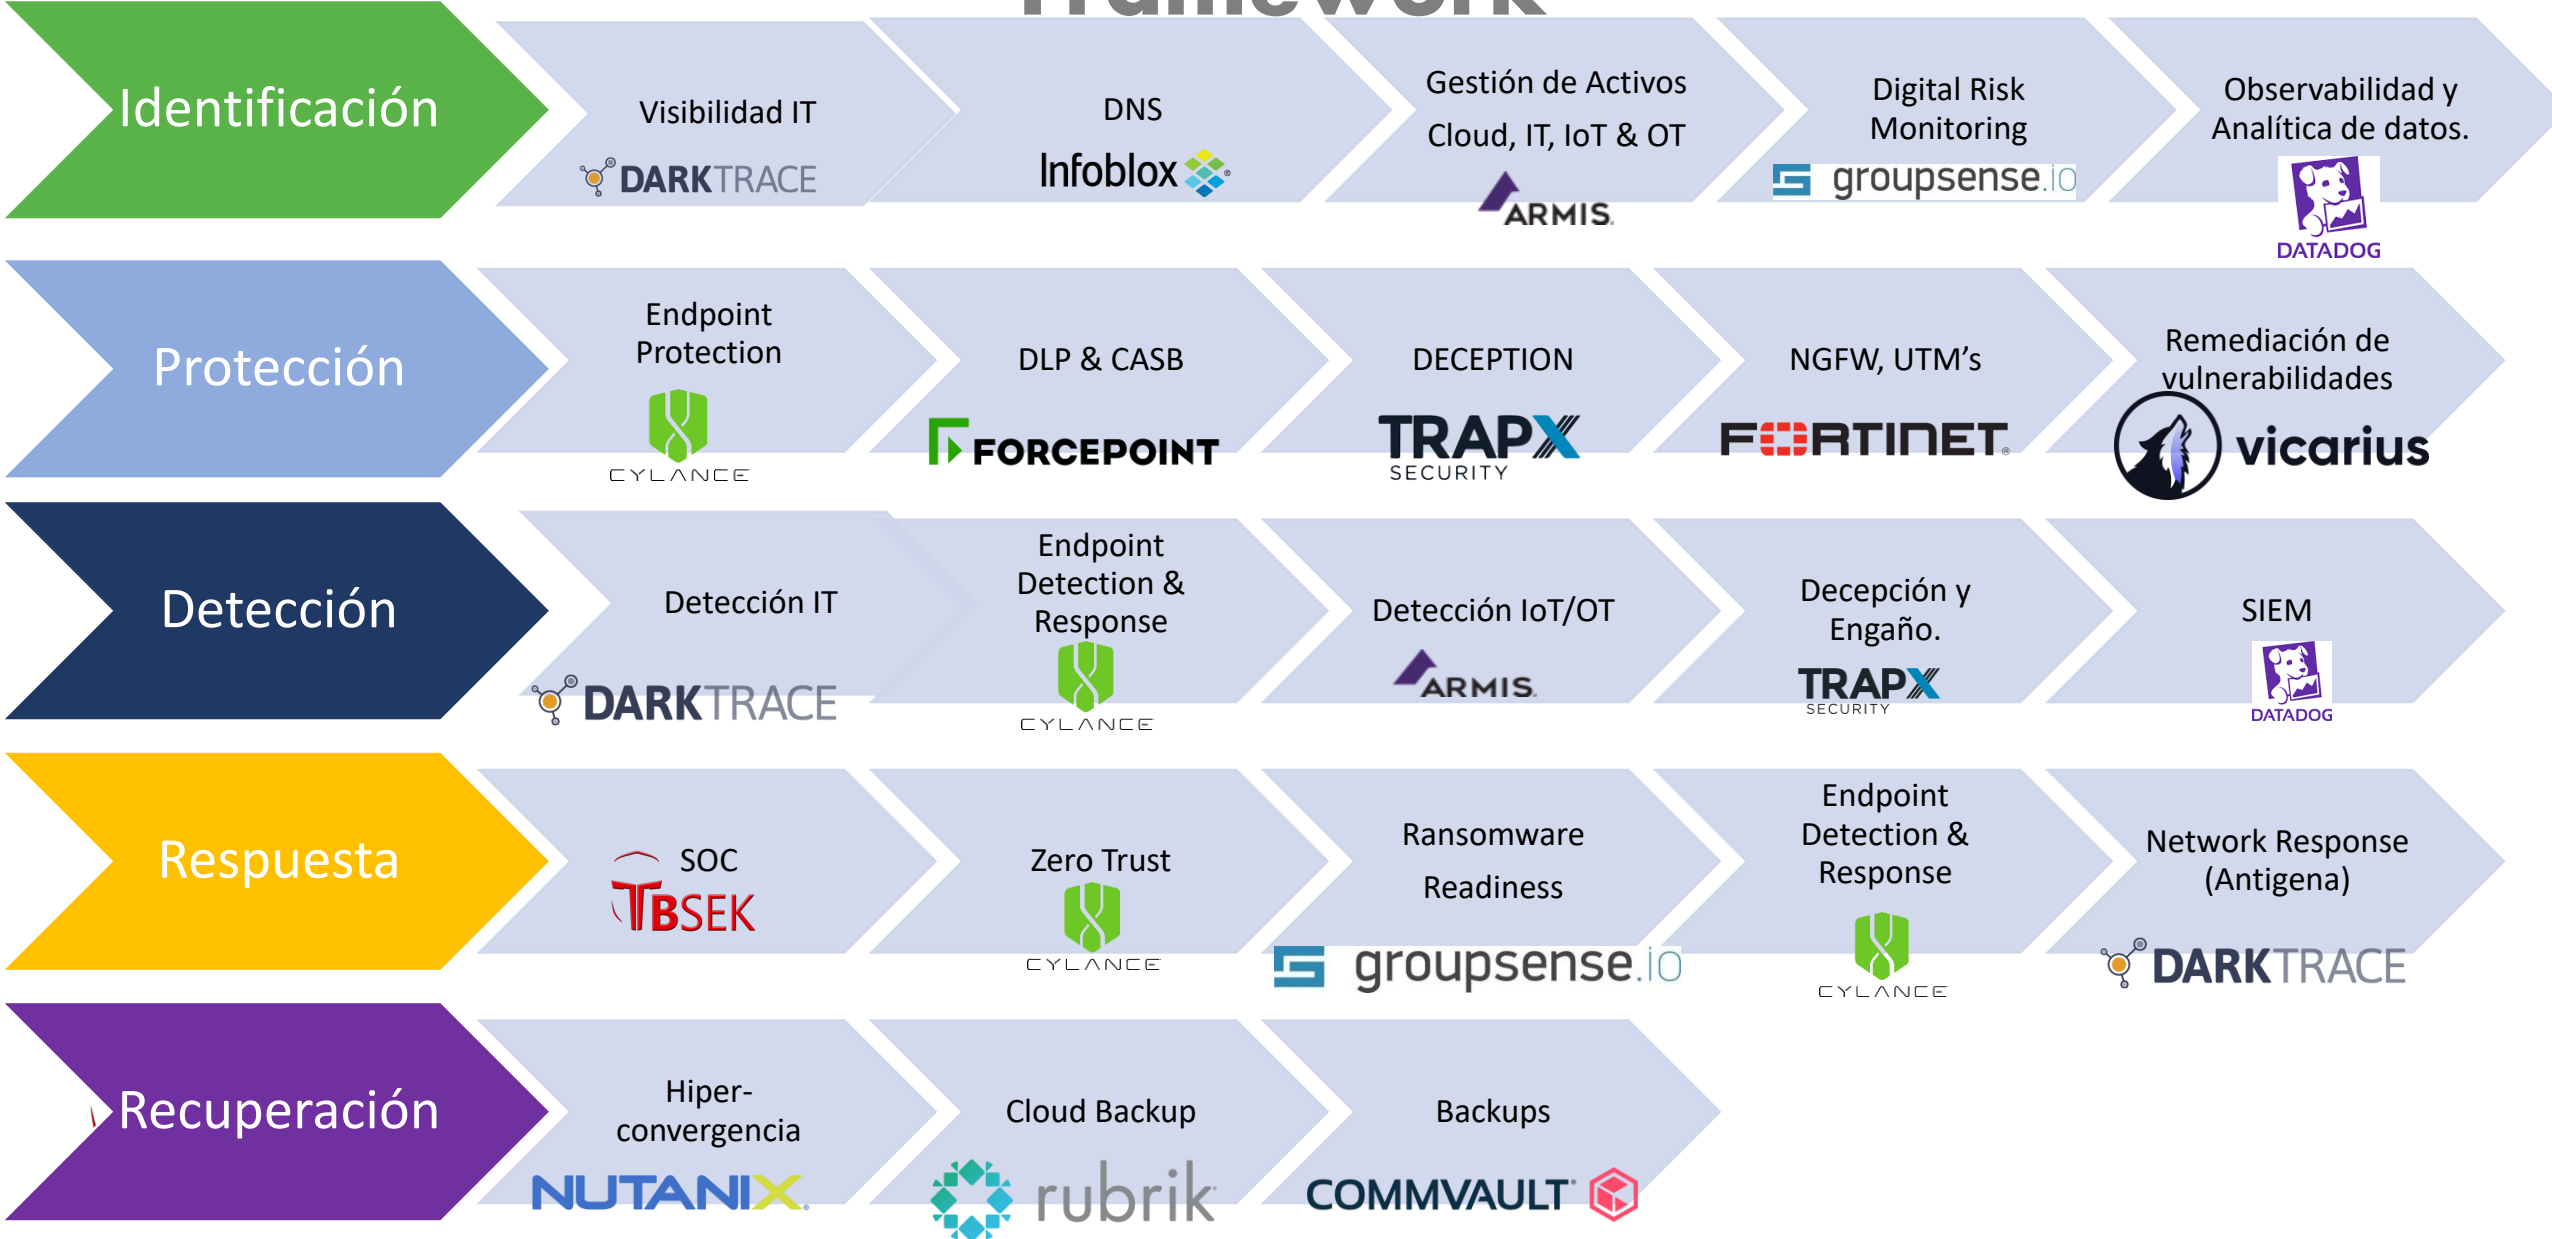 Framework
Identificación
Visibilidad IT
DARKTRACE
DNS
Infoblox
Gestión de Activos
Cloud, IT, IoT & OT
ARMIS
Digital Risk
Monitoring
groupsense.io
Observabilidad y
Analítica de datos.
DATADOG
Protección
Endpoint
Protection
CYLANCE
DLP & CASB
FORCEPOINT
DECEPTION
TRAPX
SECURITY
NGFW, UTM’s
FORTINET
Remediación de
vulnerabilidades
vicarius
Detección
Detección IT
DARKTRACE
Endpoint
Detection &
Response
CYLANCE
Detección IoT/OT
ARMIS
Decepción y
Engaño.
TRAPX
SECURITY
SIEM
DATADOG
Respuesta
SOC
TBSEK
Zero Trust
CYLANCE
Ransomware
Readiness
groupsense.io
Endpoint
Detection &
Response
CYLANCE
Network Response
(Antigena)
DARKTRACE
Recuperación
Hiper-
convergencia
NUTANIX
Cloud Backup
rubrik
Backups
COMMVAULT